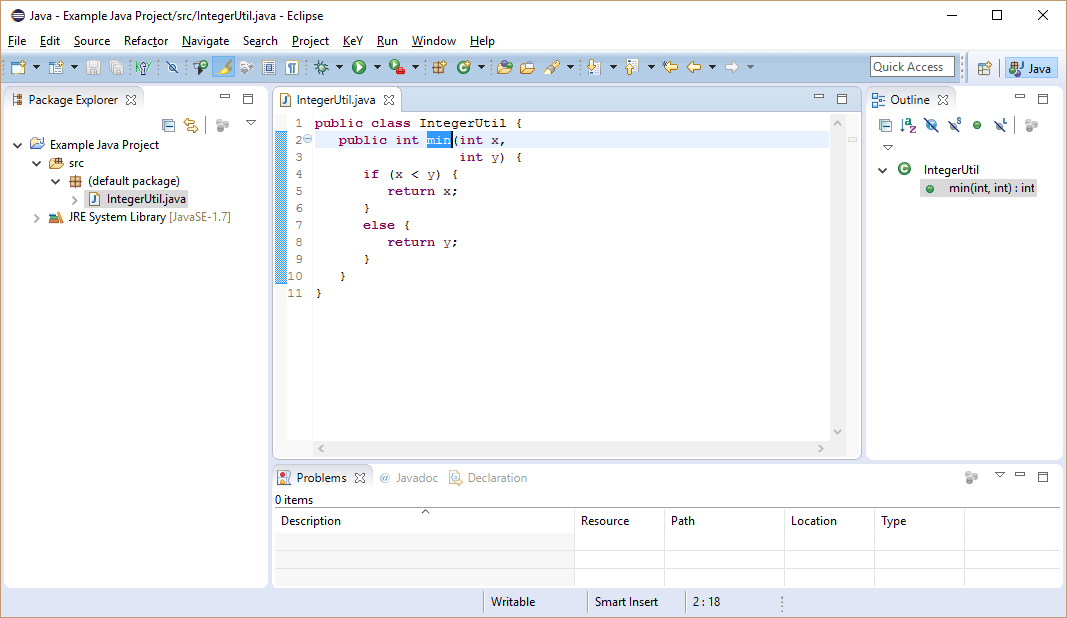 Java - Example Java Project/src/IntegerUtil.java - Eclipse
File Edit Source Refactor Navigate Search Project KeY Run Window Help
KeY Quick Access Java
Package Explorer
Example Java Project
src
(default package)
IntegerUtil.java
JRE System Library [JavaSE-1.7]
IntegerUtil.java
1 public class IntegerUtil {
2 public int min(int x,
3 int y) {
4 if (x < y) {
5 return x;
6 }
7 else {
8 return y;
9 }
10 }
11 }
Outline
IntegerUtil
min(int, int) : int
Problems @ Javadoc Declaration
0 items
Description Resource Path Location Type
Writable Smart Insert 2 : 18